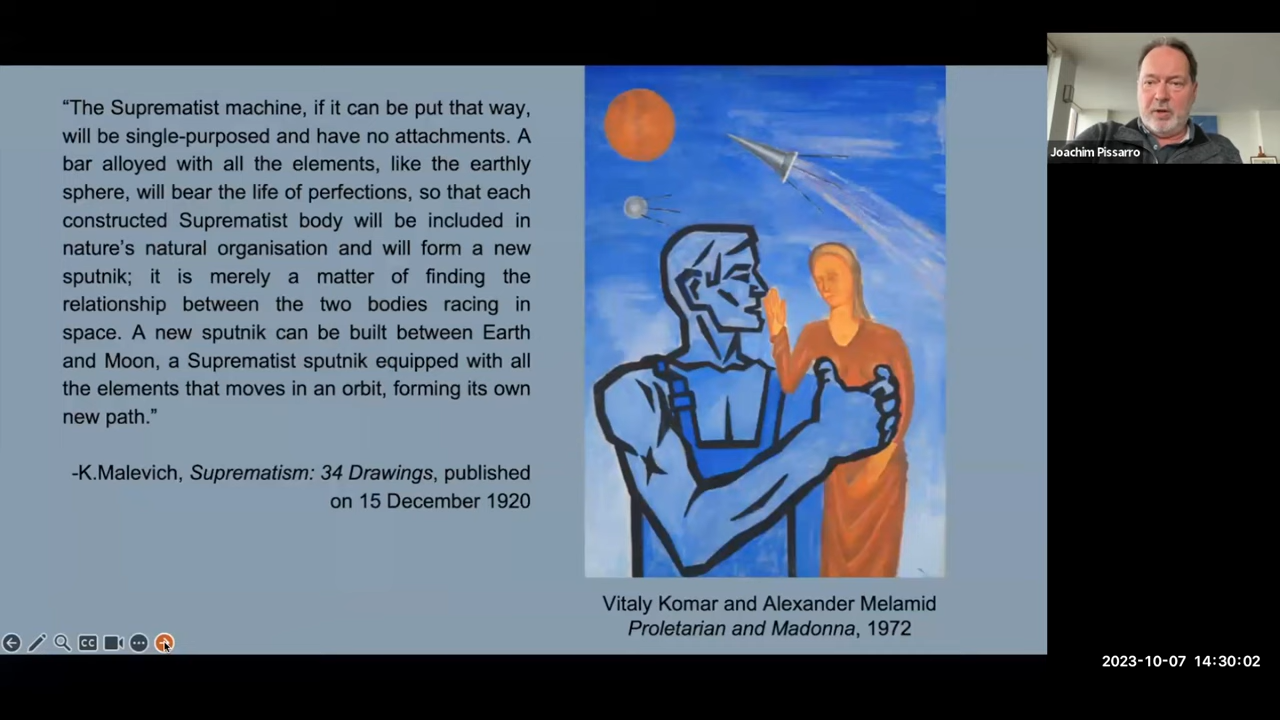 “The Suprematist machine, if it can be put that way,
will be single-purposed and have no attachments. A
bar alloyed with all the elements, like the earthly
sphere, will bear the life of perfections, so that each
constructed Suprematist body will be included in
nature’s natural organisation and will form a new
sputnik; it is merely a matter of finding the
relationship between the two bodies racing in
space. A new sputnik can be built between Earth
and Moon, a Suprematist sputnik equipped with all
the elements that moves in an orbit, forming its own
new path.”
-K.Malevich, Suprematism: 34 Drawings, published
on 15 December 1920
Vitaly Komar and Alexander Melamid
Proletarian and Madonna, 1972
Joachim Pissarro
CC
2023-10-07 14:30:02